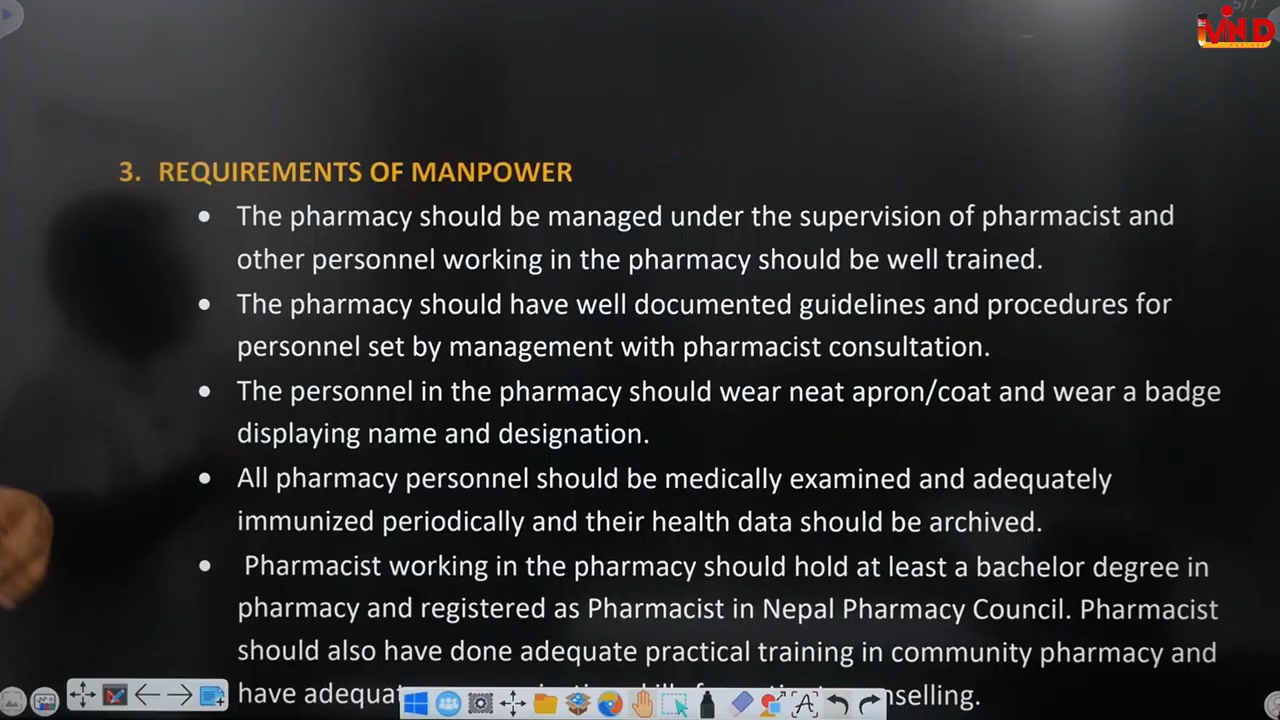 5/7
MIND
3. REQUIREMENTS OF MANPOWER
• The pharmacy should be managed under the supervision of pharmacist and
other personnel working in the pharmacy should be well trained.
• The pharmacy should have well documented guidelines and procedures for
personnel set by management with pharmacist consultation.
• The personnel in the pharmacy should wear neat apron/coat and wear a badge
displaying name and designation.
• All pharmacy personnel should be medically examined and adequately
immunized periodically and their health data should be archived.
• Pharmacist working in the pharmacy should hold at least a bachelor degree in
pharmacy and registered as Pharmacist in Nepal Pharmacy Council. Pharmacist
should also have done adequate practical training in community pharmacy and
have